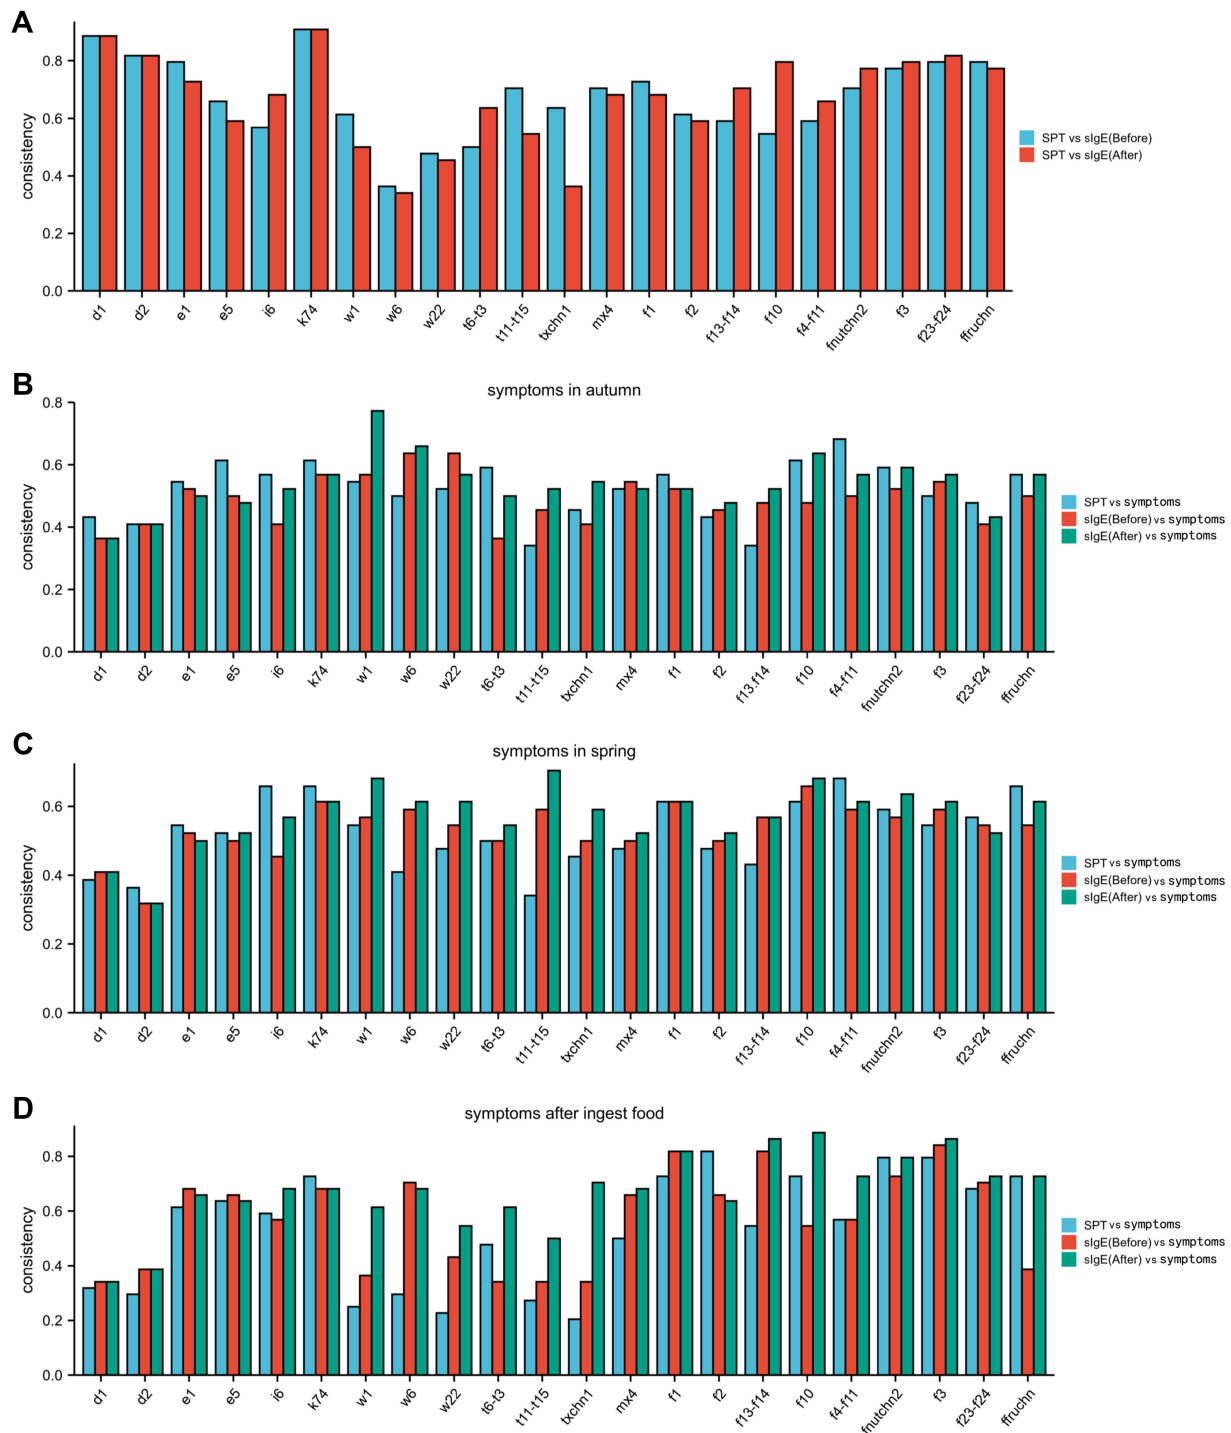 A
consistency
0.8
0.6
0.4
0.2
0.0
d1 d2 e1 e5 i6 k74 w1 w6 w22 t6-t3 t11-t15 txchn1 mx4 f1 f2 f13-f14 f10 f4-f11 fnutchn2 f3 f23-f24 ffruchn
SPT vs sIgE(Before)
SPT vs sIgE(After)
B
symptoms in autumn
consistency
0.8
0.6
0.4
0.2
0.0
d1 d2 e1 e5 i6 k74 w1 w6 w22 t6-t3 t11-t15 txchn1 mx4 f1 f2 f13.f14 f10 f4-f11 fnutchn2 f3 f23-f24 ffruchn
SPT vs symptoms
sIgE(Before) vs symptoms
sIgE(After) vs symptoms
C
symptoms in spring
consistency
0.6
0.4
0.2
0.0
d1 d2 e1 e5 i6 k74 w1 w6 w22 t6-t3 t11-t15 txchn1 mx4 f1 f2 f13-f14 f10 f4-f11 fnutchn2 f3 f23-f24 ffruchn
SPT vs symptoms
sIgE(Before) vs symptoms
sIgE(After) vs symptoms
D
symptoms after ingest food
consistency
0.8
0.6
0.4
0.2
0.0
d1 d2 e1 e5 i6 k74 w1 w6 w22 t6-t3 t11-t15 txchn1 mx4 f1 f2 f13-f14 f10 f4-f11 fnutchn2 f3 f23-f24 ffruchn
SPT vs symptoms
sIgE(Before) vs symptoms
sIgE(After) vs symptoms